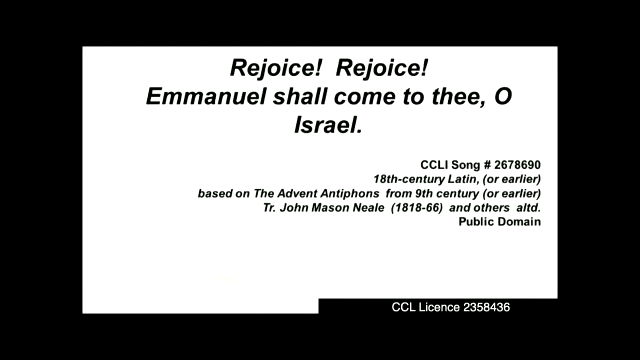 Rejoice!  Rejoice!
Emmanuel shall come to thee, O
Israel.
CCLI Song # 2678690
18th-century Latin, (or earlier)
based on The Advent Antiphons  from 9th century (or earlier)
Tr. John Mason Neale  (1818-66)  and others  altd.
Public Domain
CCL Licence 2358436